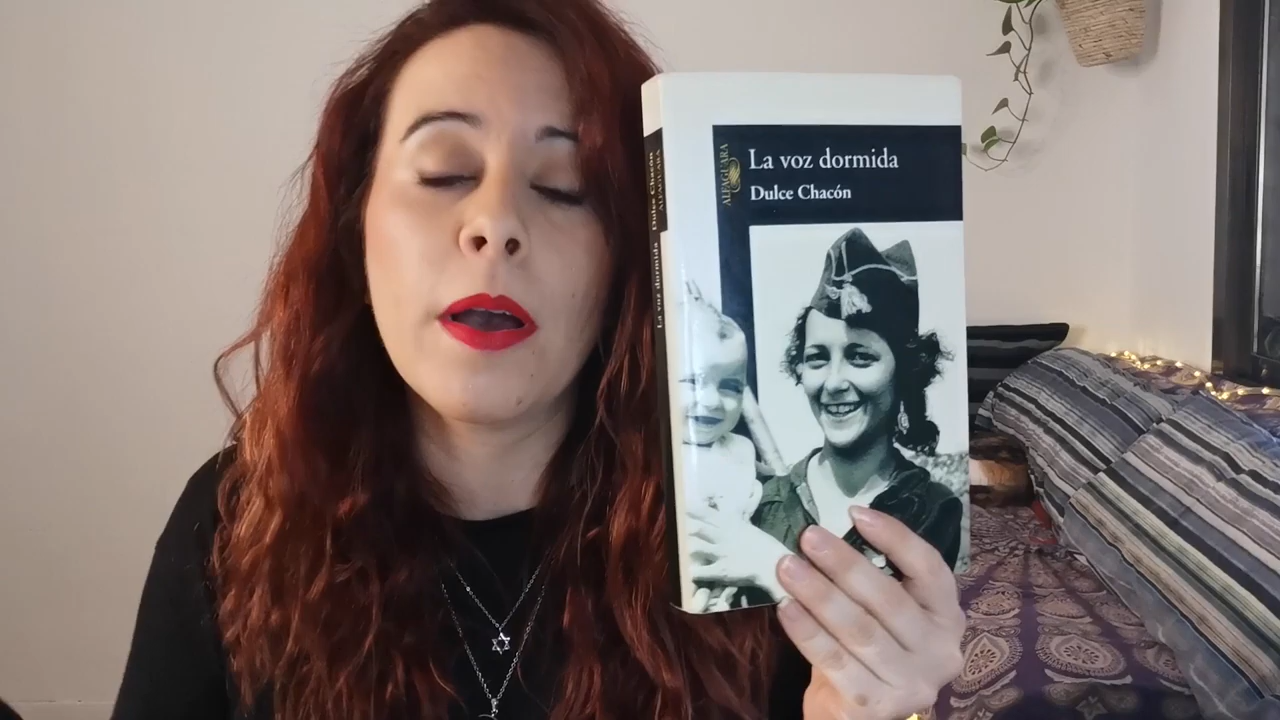 La voz dormida
Dulce Chacón
ALFAGUARA
La voz dormida Dulce Chacón
ALFAGUARA